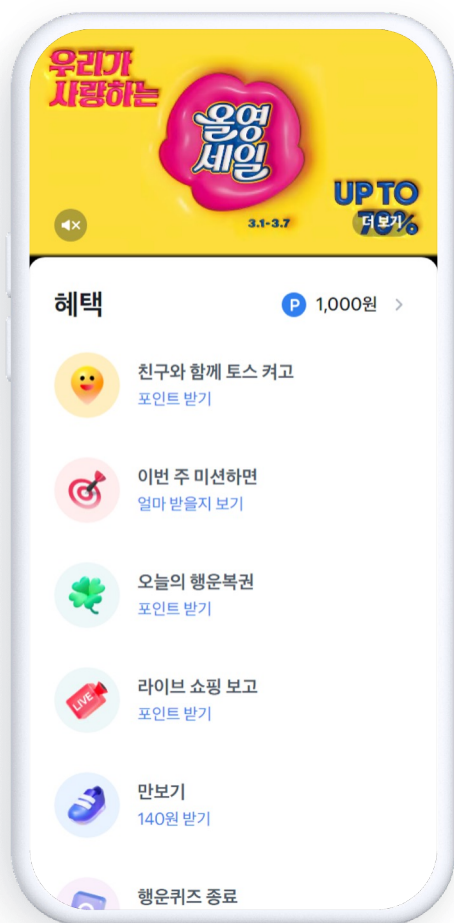 우리가
사랑하는
올영
세일
UP TO
70%
더 보기
3.1-3.7
혜택
P 1,000원
친구와 함께 토스 켜고
포인트 받기
이번 주 미션하면
얼마 받을지 보기
오늘의 행운복권
포인트 받기
LIVE
라이브 쇼핑 보고
포인트 받기
만보기
140원 받기
행운퀴즈 종료